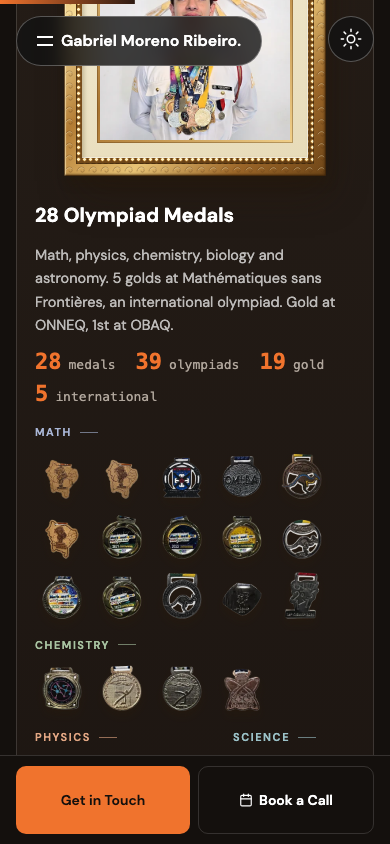 Gabriel Moreno Ribeiro.
28 Olympiad Medals
Math, physics, chemistry, biology and
astronomy. 5 golds at Mathématiques sans
Frontières, an international olympiad. Gold at
ONNEQ, 1st at OBAQ.
28 medals 39 olympiads 19 gold
5 international
MATH
CHEMISTRY
PHYSICS SCIENCE
Get in Touch Book a Call